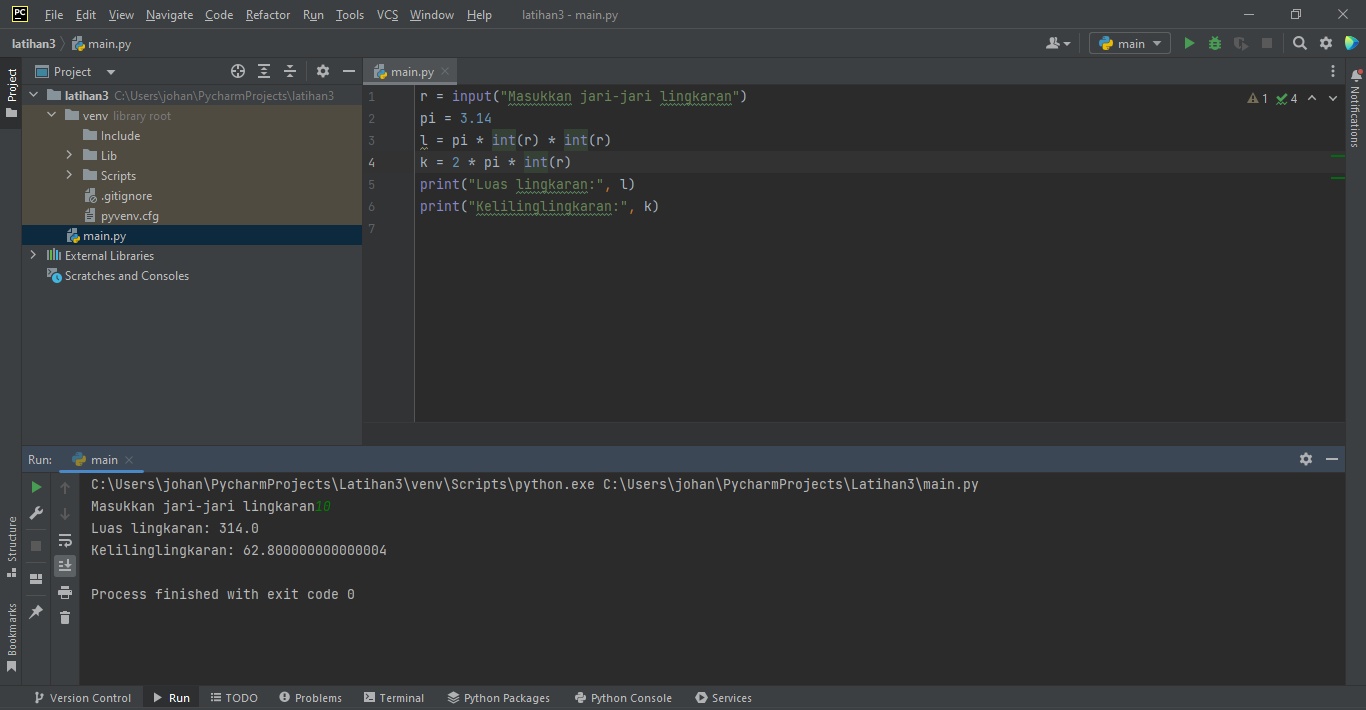 PC File Edit View Navigate Code Refactor Run Tools VCS Window Help latihan3 - main.py
latihan3 main.py main
Project
Project
main.py
latihan3 C:\Users\johan\PycharmProjects\latihan3
venv library root
Include
Lib
Scripts
.gitignore
pyvenv.cfg
main.py
External Libraries
Scratches and Consoles
1 r = input("Masukkan jari-jari lingkaran")
2 pi = 3.14
3 l = pi * int(r) * int(r)
4 k = 2 * pi * int(r)
5 print("Luas lingkaran:", l)
6 print("Kelilinglingkaran:", k)
7
1 4
Notifications
Run: main
C:\Users\johan\PycharmProjects\Latihan3\venv\Scripts\python.exe C:\Users\johan\PycharmProjects\Latihan3\main.py
Masukkan jari-jari lingkaran10
Luas lingkaran: 314.0
Kelilinglingkaran: 62.800000000000004
Process finished with exit code 0
Structure
Bookmarks
Version Control Run TODO Problems Terminal Python Packages Python Console Services